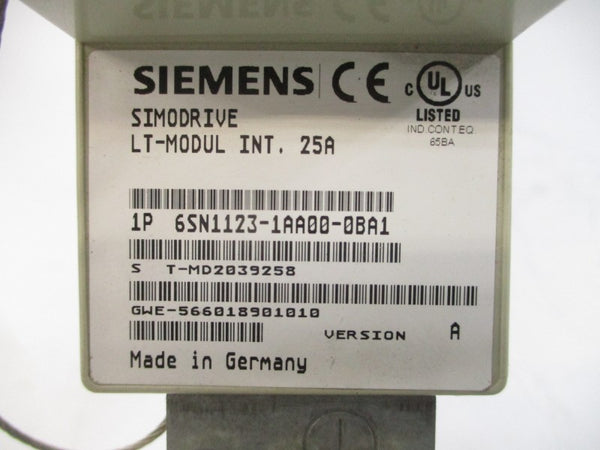 SIEMENS CE C UL US
LISTED
SIMODRIVE
IND.CONT.EQ.
LT-MODUL INT. 25A
65BA
1P 6SN1123-1AA00-0BA1
S T-MD2039258
GWE-566018901010
VERSION A
Made in Germany